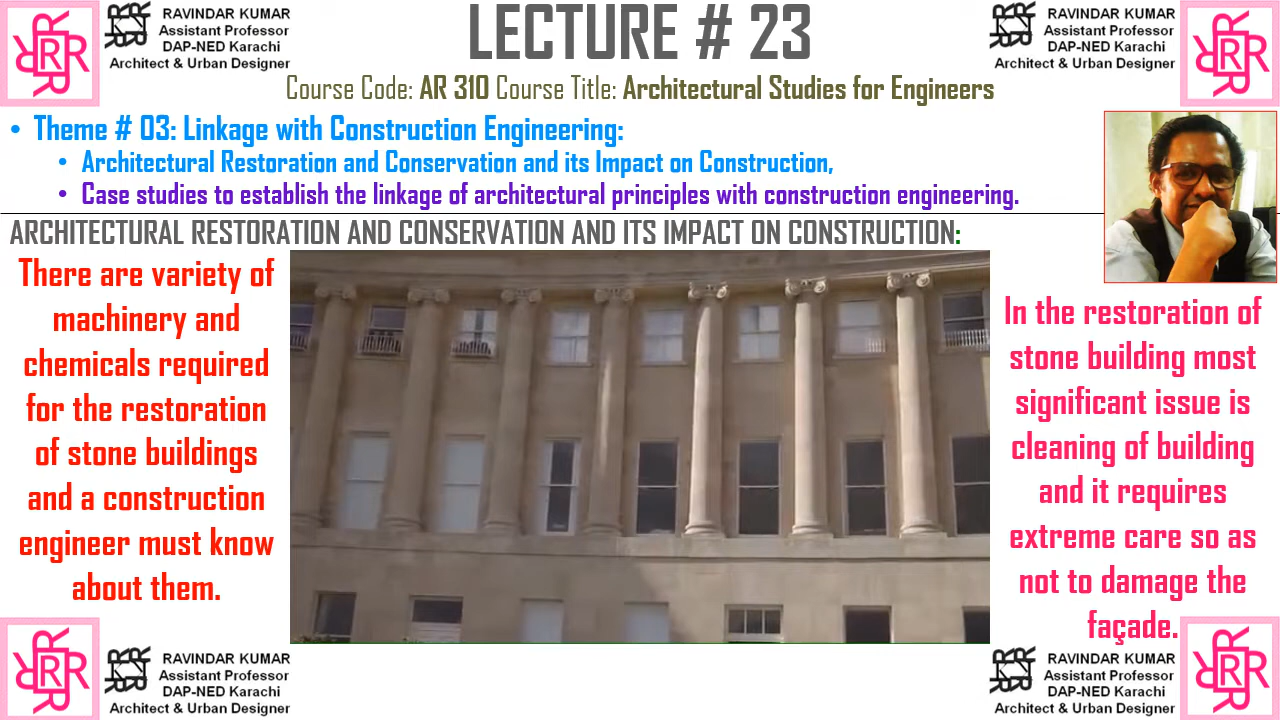 RAVINDAR KUMAR
Assistant Professor
DAP-NED Karachi
Architect & Urban Designer
LECTURE # 23
RAVINDAR KUMAR
Assistant Professor
DAP-NED Karachi
Architect & Urban Designer
Course Code: AR 310 Course Title: Architectural Studies for Engineers
• Theme # 03: Linkage with Construction Engineering:
• Architectural Restoration and Conservation and its Impact on Construction,
• Case studies to establish the linkage of architectural principles with construction engineering.
ARCHITECTURAL RESTORATION AND CONSERVATION AND ITS IMPACT ON CONSTRUCTION:
There are variety of
machinery and
chemicals required
for the restoration
of stone buildings
and a construction
engineer must know
about them.
In the restoration of
stone building most
significant issue is
cleaning of building
and it requires
extreme care so as
not to damage the
façade.
RAVINDAR KUMAR
Assistant Professor
DAP-NED Karachi
Architect & Urban Designer
RAVINDAR KUMAR
Assistant Professor
DAP-NED Karachi
Architect & Urban Designer